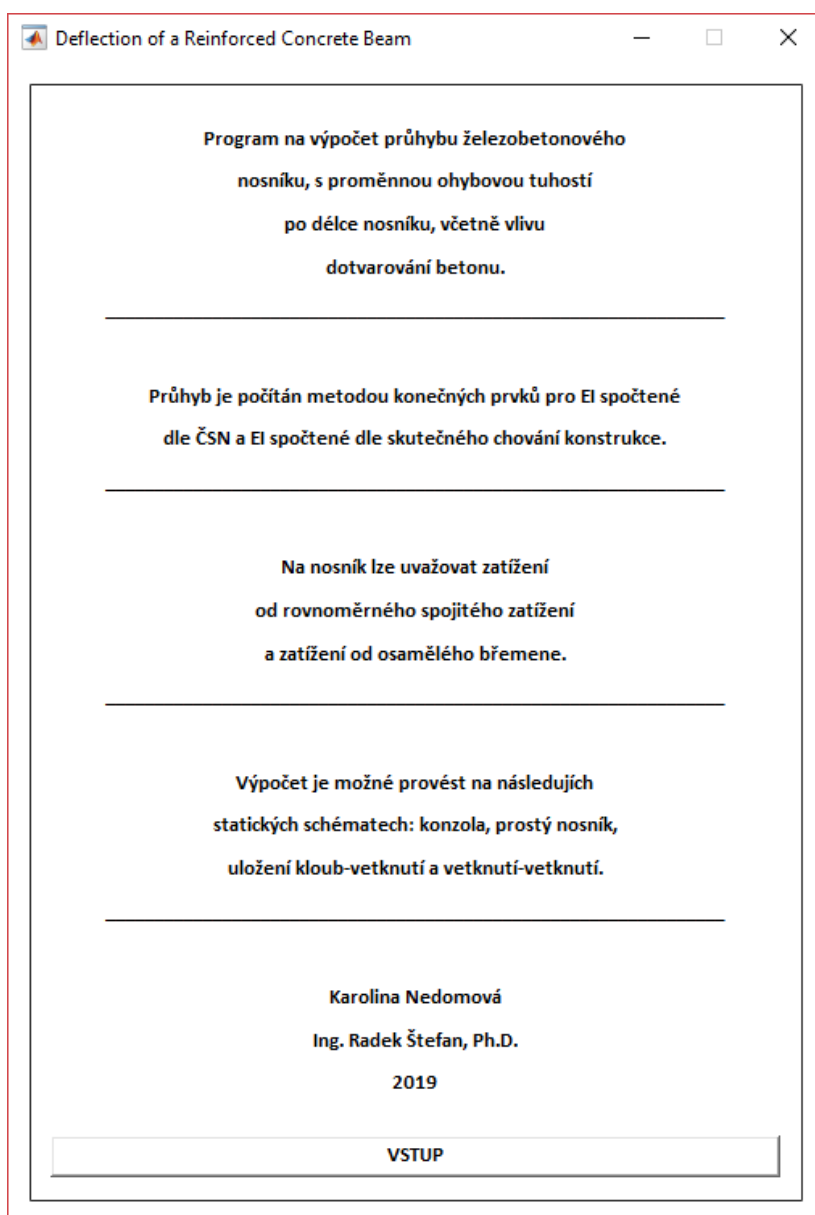 Deflection of a Reinforced Concrete Beam
Program na výpočet průhybu železobetonového
nosníku, s proměnnou ohybovou tuhostí
po délce nosníku, včetně vlivu
dotvarování betonu.
Průhyb je počítán metodou konečných prvků pro EI spočtené
dle ČSN a EI spočtené dle skutečného chování konstrukce.
Na nosník lze uvažovat zatížení
od rovnoměrného spojitého zatížení
a zatížení od osamělého břemene.
Výpočet je možné provést na následujích
statických schématech: konzola, prostý nosník,
uložení kloub-vetknutí a vetknutí-vetknutí.
Karolina Nedomová
Ing. Radek Štefan, Ph.D.
2019
VSTUP